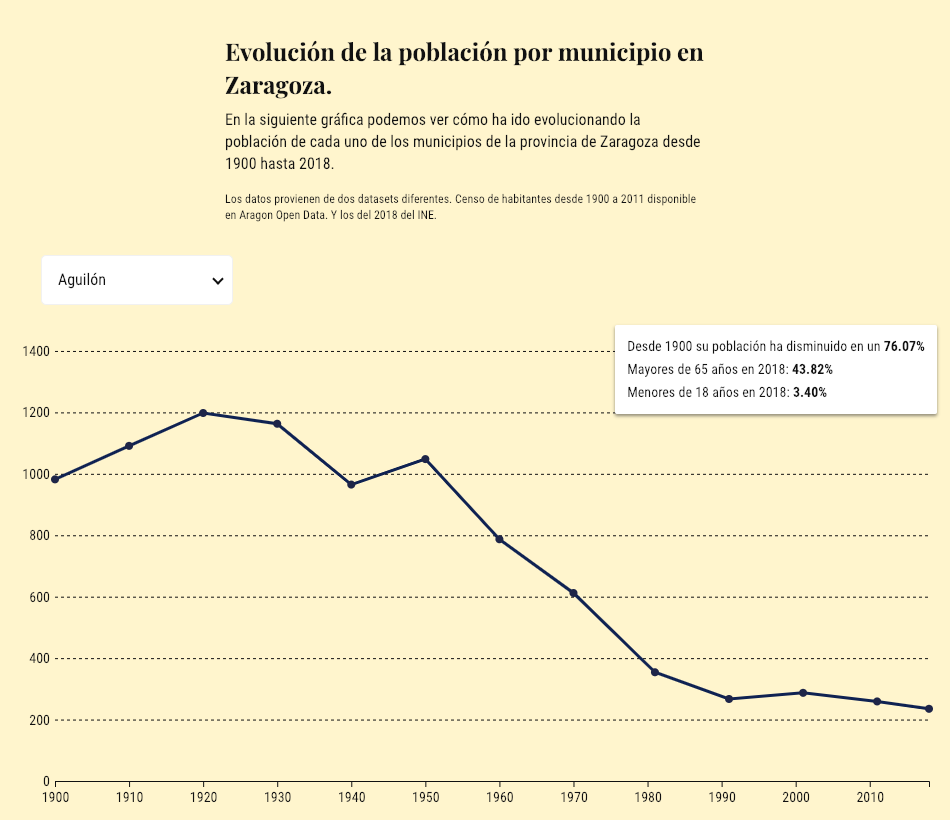 Evolución de la población por municipio en
Zaragoza.
En la siguiente gráfica podemos ver cómo ha ido evolucionando la
población de cada uno de los municipios de la provincia de Zaragoza desde
1900 hasta 2018.
Los datos provienen de dos datasets diferentes. Censo de habitantes desde 1900 a 2011 disponible
en Aragon Open Data. Y los del 2018 del INE.
Aguilón
Desde 1900 su población ha disminuido en un 76.07%
Mayores de 65 años en 2018: 43.82%
Menores de 18 años en 2018: 3.40%
1400
1200
1000
800
600
400
200
0
1900 1910 1920 1930 1940 1950 1960 1970 1980 1990 2000 2010